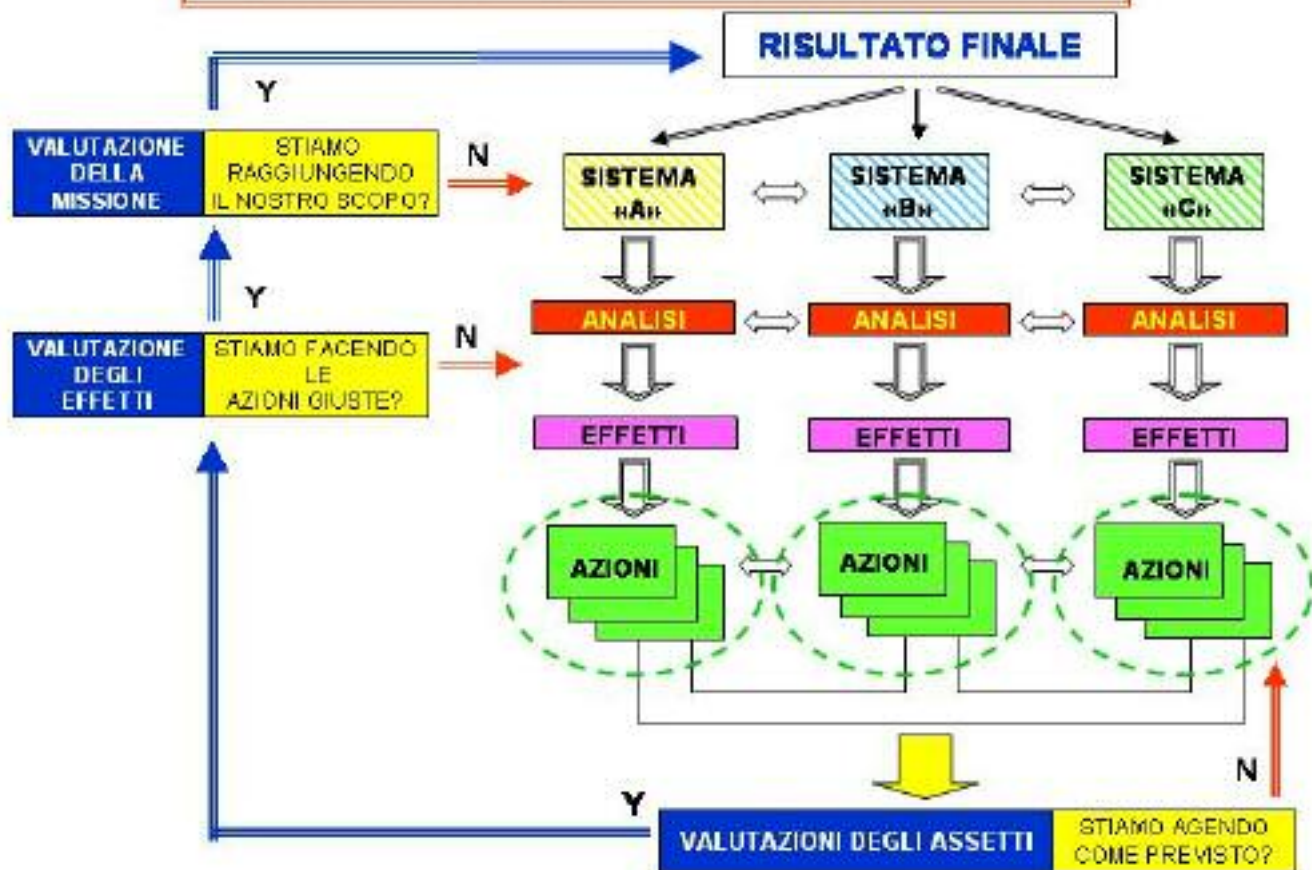 RISULTATO FINALE
Y
VALUTAZIONE
DELLA
MISSIONE
STIAMO
RAGGIUNGENDO
IL NOSTRO SCOPO?
N
SISTEMA
«A»
SISTEMA
«B»
SISTEMA
«C»
Y
VALUTAZIONE
DEGLI
EFFETTI
STIAMO FACENDO
LE
AZIONI GIUSTE?
N
ANALISI
ANALISI
ANALISI
EFFETTI
EFFETTI
EFFETTI
AZIONI
AZIONI
AZIONI
N
Y
VALUTAZIONI DEGLI ASSETTI
STIAMO AGENDO
COME PREVISTO?